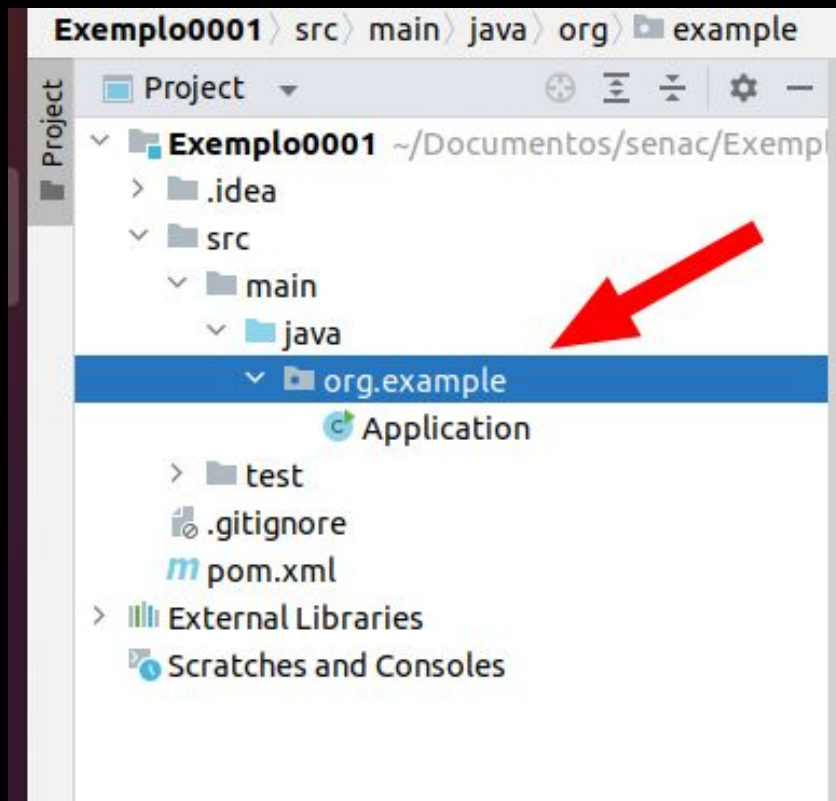 Exemplo0001 src main java org example
Project
Project
Exemplo0001 ~/Documentos/senac/Exempl
.idea
src
main
java
org.example
Application
test
.gitignore
pom.xml
External Libraries
Scratches and Consoles